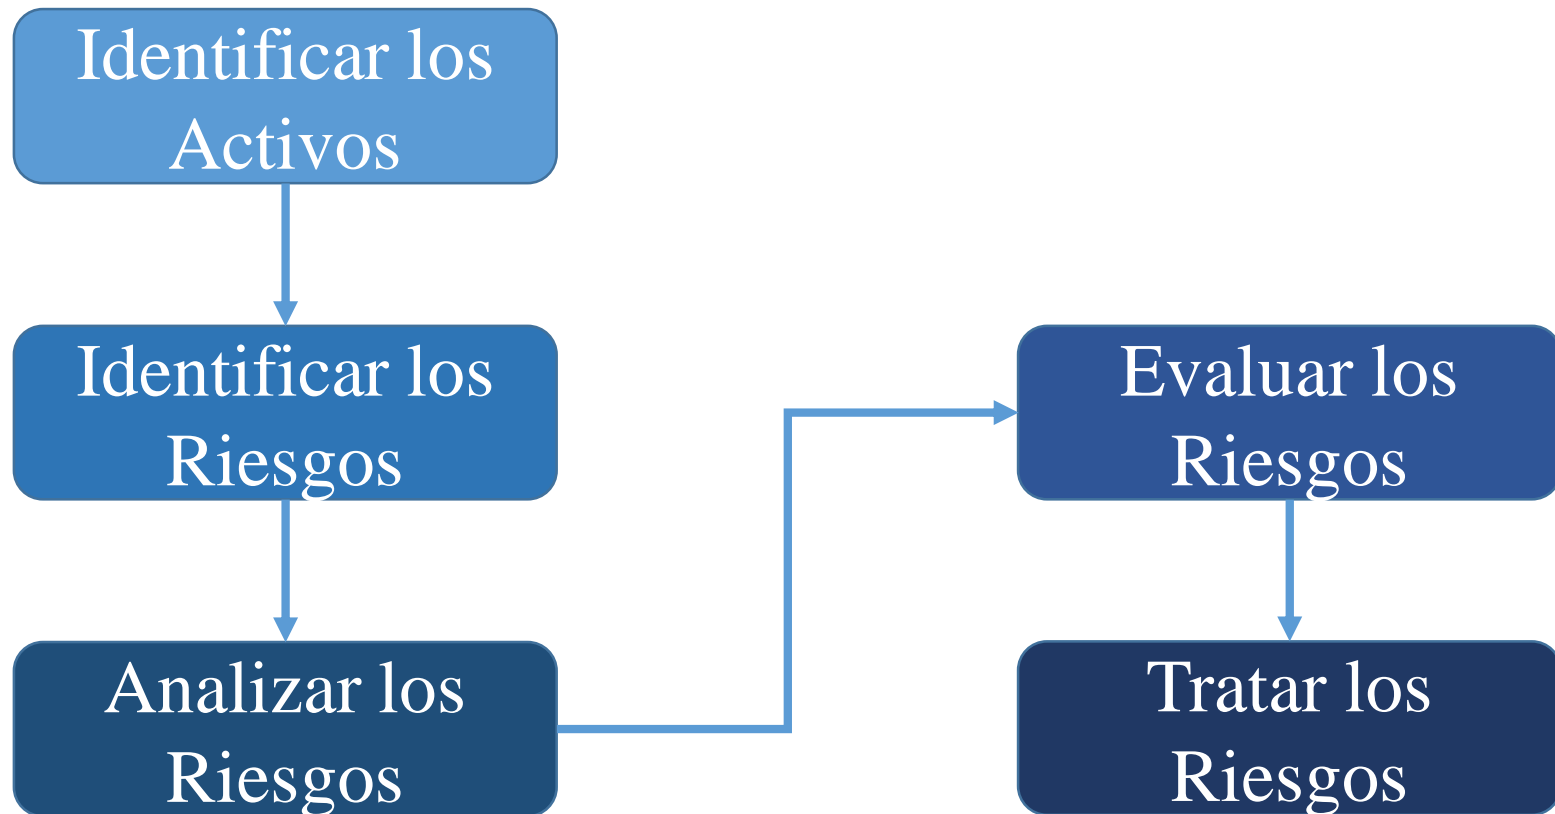 Identificar los
Activos
Identificar los
Riesgos
Analizar los
Riesgos
Evaluar los
Riesgos
Tratar los
Riesgos